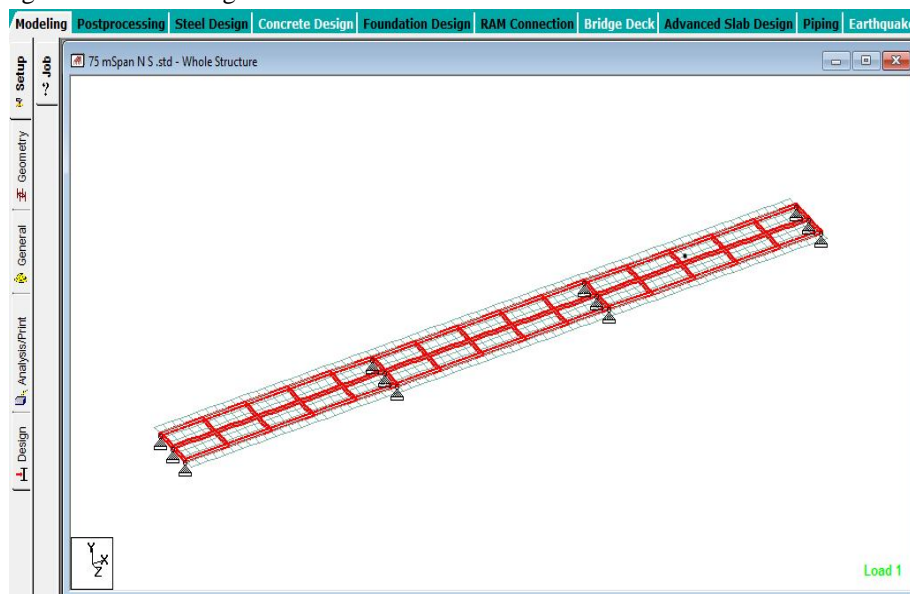 Modeling Postprocessing Steel Design Concrete Design Foundation Design RAM Connection Bridge Deck Advanced Slab Design Piping Earthquake
75 mSpan N S .std - Whole Structure
Setup
Geometry
General
Analysis/Print
Design
? Job
Y
X
Z
Load 1